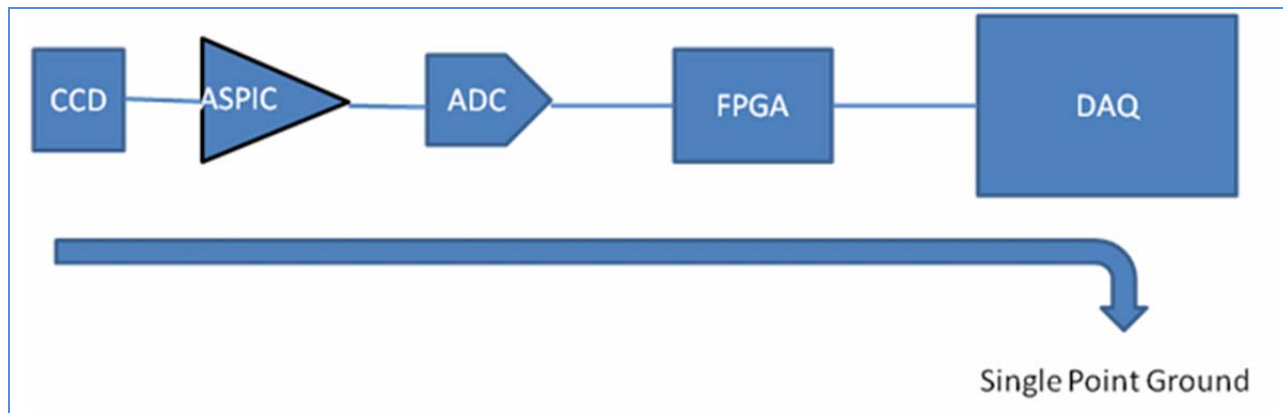 CCD
ASPIC
ADC
FPGA
DAQ
Single Point Ground